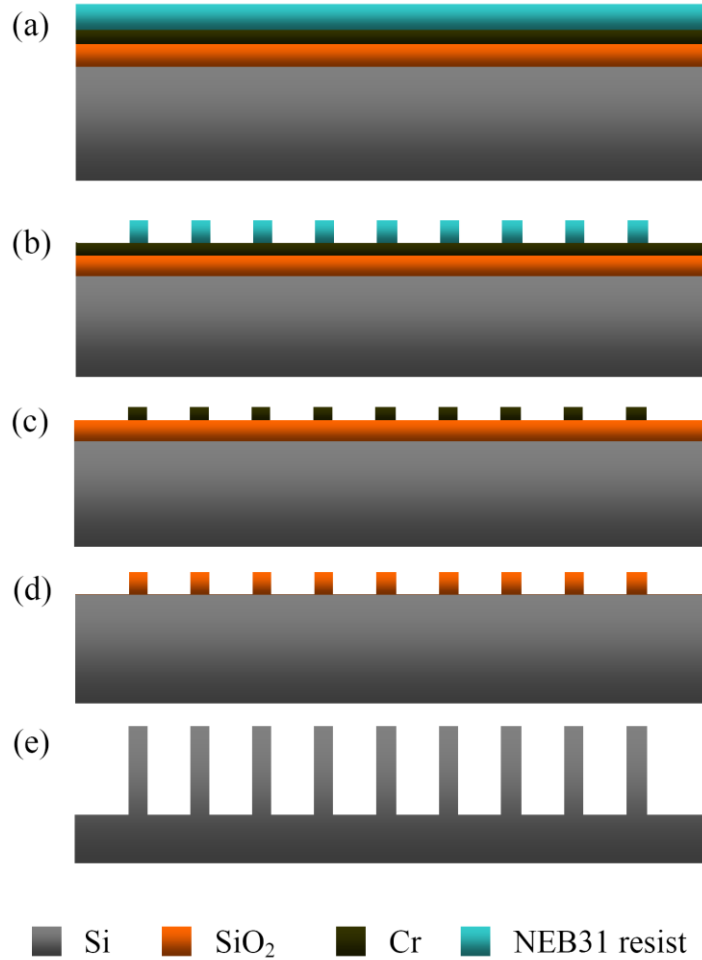 (a)
(b)
(c)
(d)
(e)
Si SiO₂ Cr NEB31 resist